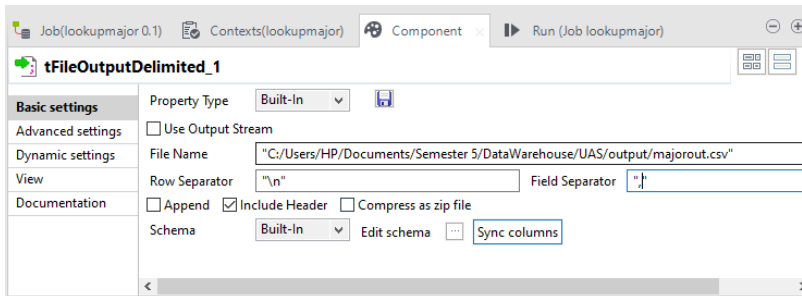 Job(lookupmajor 0.1) Contexts(lookupmajor) Component Run (Job lookupmajor)
tFileOutputDelimited_1
Basic settings
Advanced settings
Dynamic settings
View
Documentation
Property Type Built-In
Use Output Stream
File Name "C:/Users/HP/Documents/Semester 5/DataWarehouse/UAS/output/majorout.csv"
Row Separator "\n" Field Separator ","
Append Include Header Compress as zip file
Schema Built-In Edit schema ... Sync columns